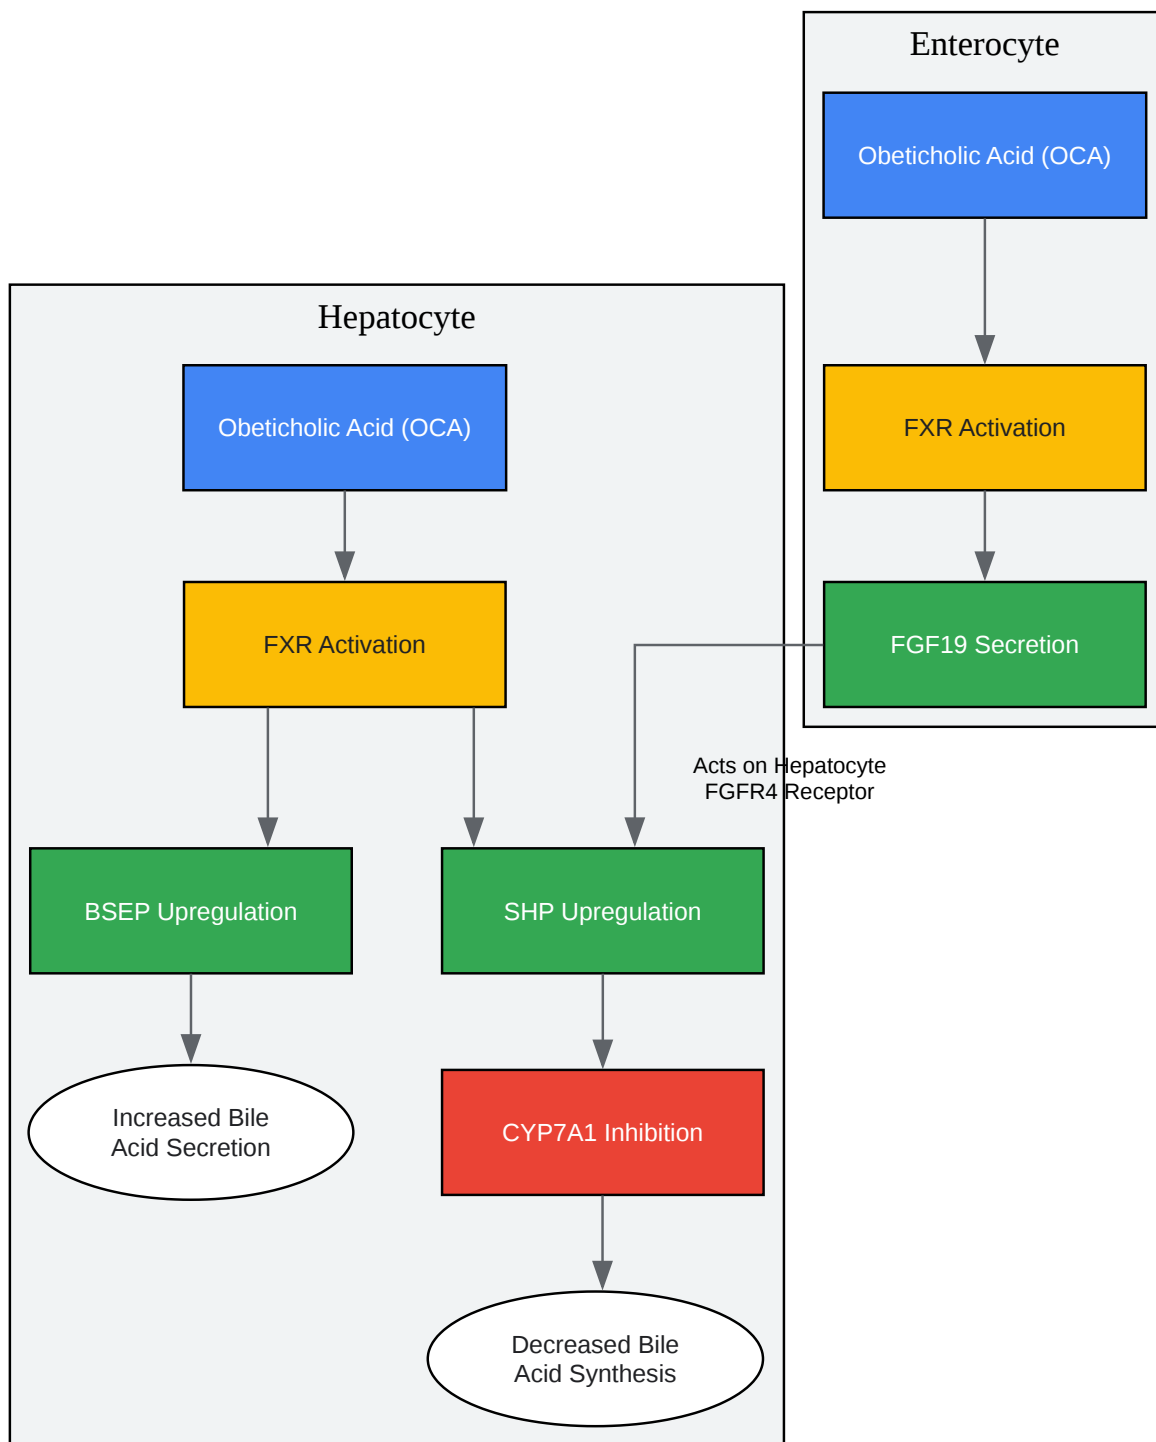 Enterocyte
Obeticholic Acid (OCA)
Hepatocyte
Obeticholic Acid (OCA)
FXR Activation
FXR Activation
FGF19 Secretion
Acts on Hepatocyte
FGFR4 Receptor
BSEP Upregulation
SHP Upregulation
Increased Bile
Acid Secretion
CYP7A1 Inhibition
Decreased Bile
Acid Synthesis